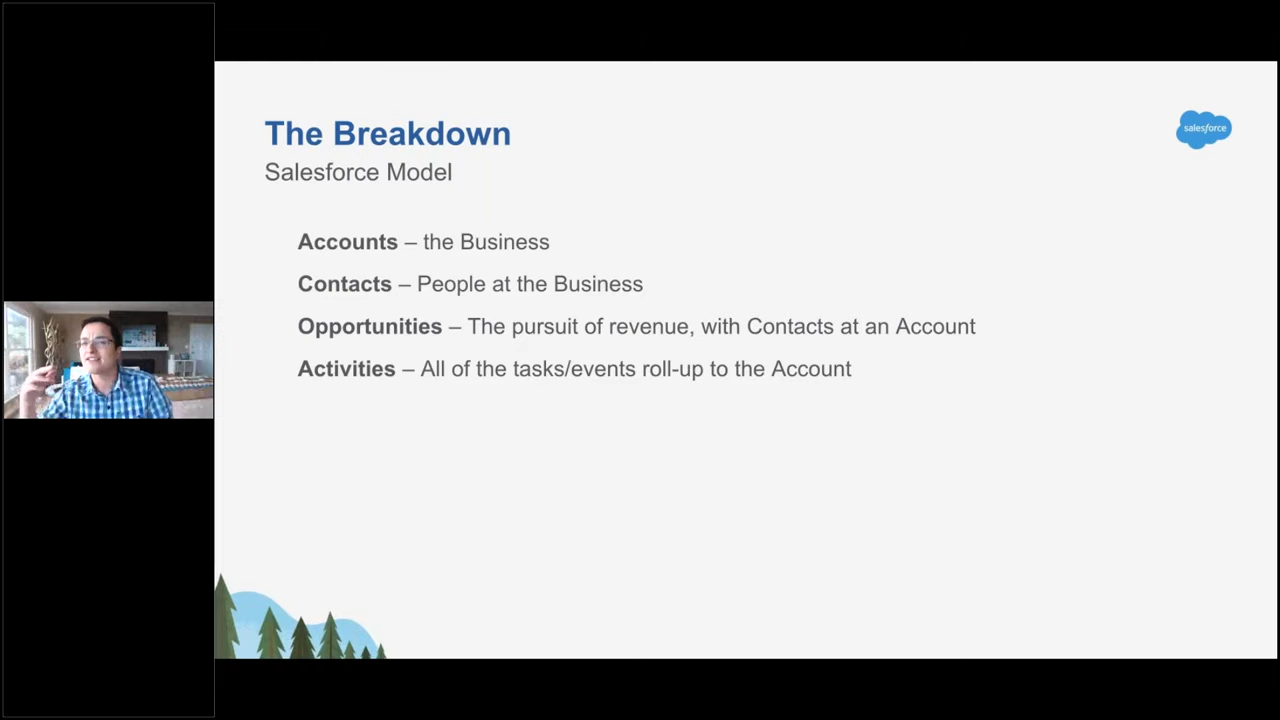 The Breakdown
salesforce
Salesforce Model
Accounts – the Business
Contacts – People at the Business
Opportunities – The pursuit of revenue, with Contacts at an Account
Activities – All of the tasks/events roll-up to the Account